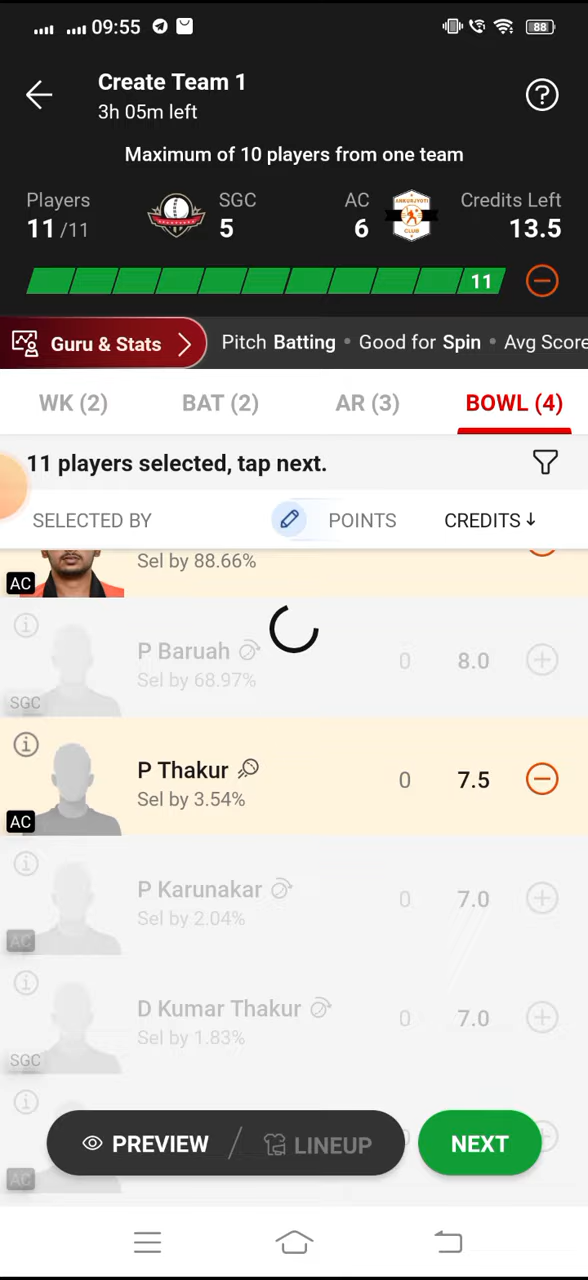 09:55
88
Create Team 1
3h 05m left
Maximum of 10 players from one team
Players SGC AC Credits Left
11 /11 5 6 13.5
ANKURJYOTI
CLUB
11
Guru & Stats Pitch Batting • Good for Spin • Avg Score
WK (2) BAT (2) AR (3) BOWL (4)
11 players selected, tap next.
SELECTED BY POINTS CREDITS ↓
Sel by 88.66%
AC
P Baruah 0 8.0
Sel by 68.97%
SGC
P Thakur 0 7.5
Sel by 3.54%
AC
P Karunakar 0 7.0
Sel by 2.04%
AC
D Kumar Thakur 0 7.0
Sel by 1.83%
SGC
PREVIEW / LINEUP NEXT
AC